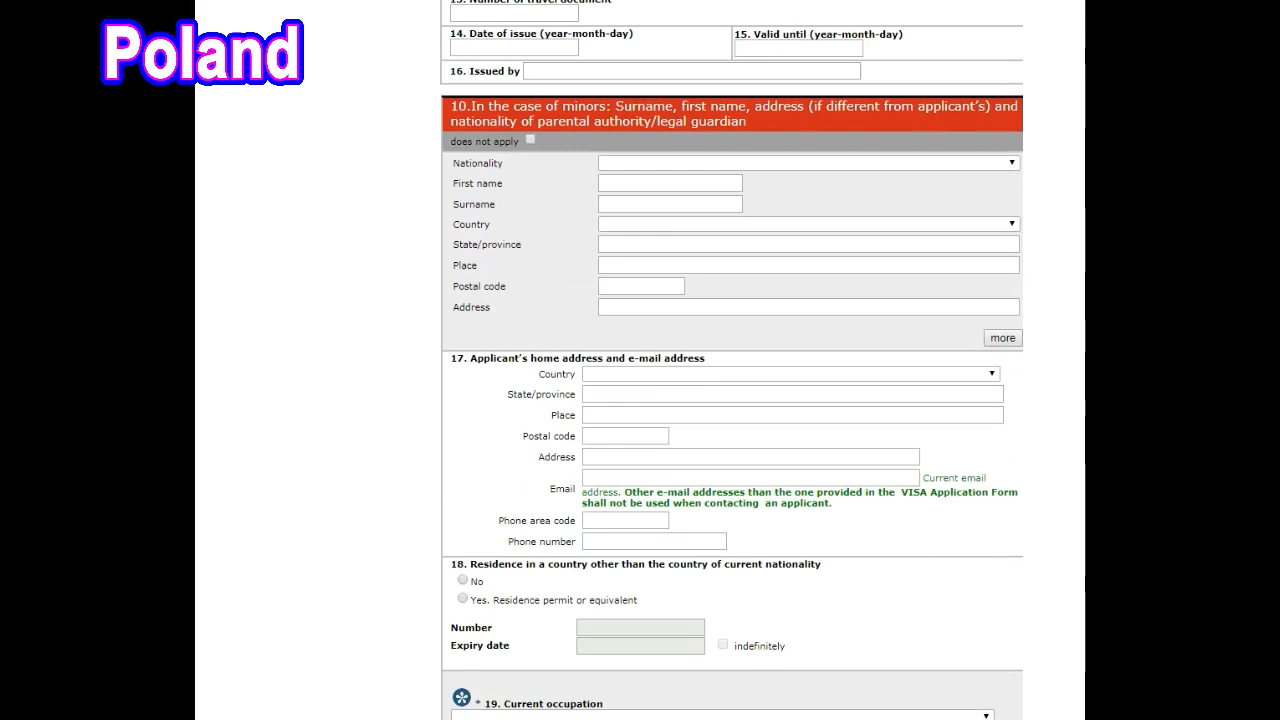 Poland
13. Number of travel document
14. Date of issue (year-month-day)
15. Valid until (year-month-day)
16. Issued by
10.In the case of minors: Surname, first name, address (if different from applicant's) and
nationality of parental authority/legal guardian
does not apply
Nationality
First name
Surname
Country
State/province
Place
Postal code
Address
more
17. Applicant's home address and e-mail address
Country
State/province
Place
Postal code
Address
Email
Current email
address. Other e-mail addresses than the one provided in the VISA Application Form
shall not be used when contacting an applicant.
Phone area code
Phone number
18. Residence in a country other than the country of current nationality
No
Yes. Residence permit or equivalent
Number
Expiry date
indefinitely
* 19. Current occupation